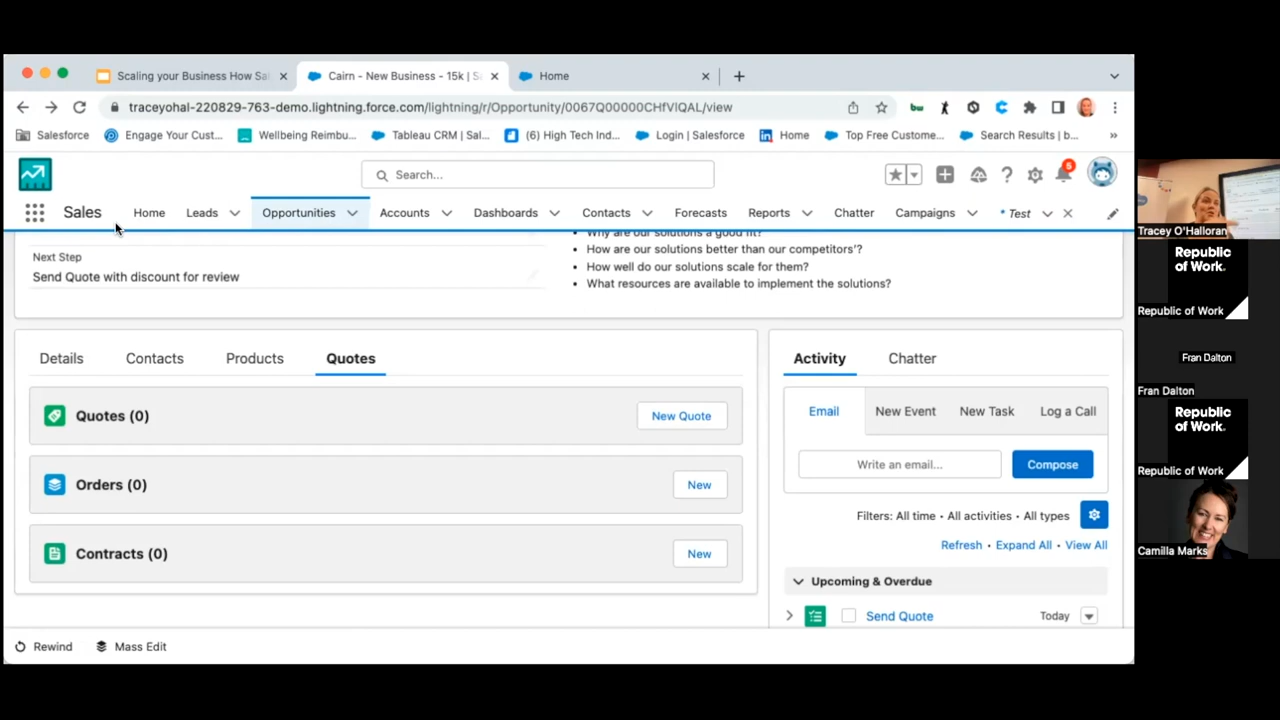 Scaling your Business How Sal
Cairn - New Business - 15k | S
Home
traceyohal-220829-763-demo.lightning.force.com/lightning/r/Opportunity/0067Q00000CHfVlQAL/view
Salesforce
Engage Your Cust...
Wellbeing Reimbu...
Tableau CRM | Sal...
(6) High Tech Ind...
Login | Salesforce
Home
Top Free Custome...
Search Results | b...
Search...
5
Sales
Home
Leads
Opportunities
Accounts
Dashboards
Contacts
Forecasts
Reports
Chatter
Campaigns
* Test
Next Step
Send Quote with discount for review
Why are our solutions a good fit?
How are our solutions better than our competitors'?
How well do our solutions scale for them?
What resources are available to implement the solutions?
Details
Contacts
Products
Quotes
Quotes (0)
New Quote
Orders (0)
New
Contracts (0)
New
Activity
Chatter
Email
New Event
New Task
Log a Call
Write an email...
Compose
Filters: All time • All activities • All types
Refresh • Expand All • View All
Upcoming & Overdue
Send Quote
Today
Rewind
Mass Edit
Tracey O'Halloran
Republic
of Work.
Republic of Work
Fran Dalton
Fran Dalton
Republic
of Work.
Republic of Work
Camilla Marks